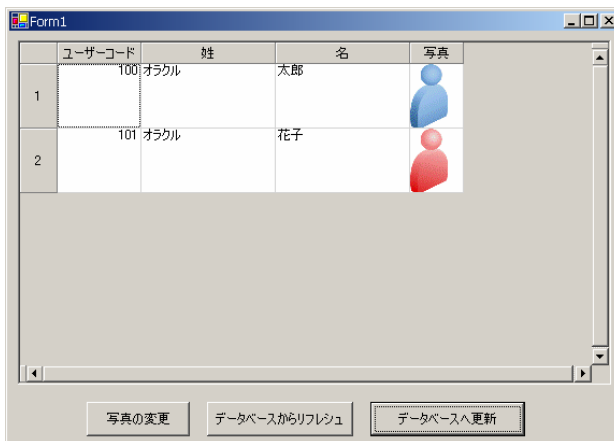 Form1
ユーザーコード 姓 名 写真
1 100 オラクル 太郎
2 101 オラクル 花子
写真の変更 データベースからリフレシュ データベースへ更新